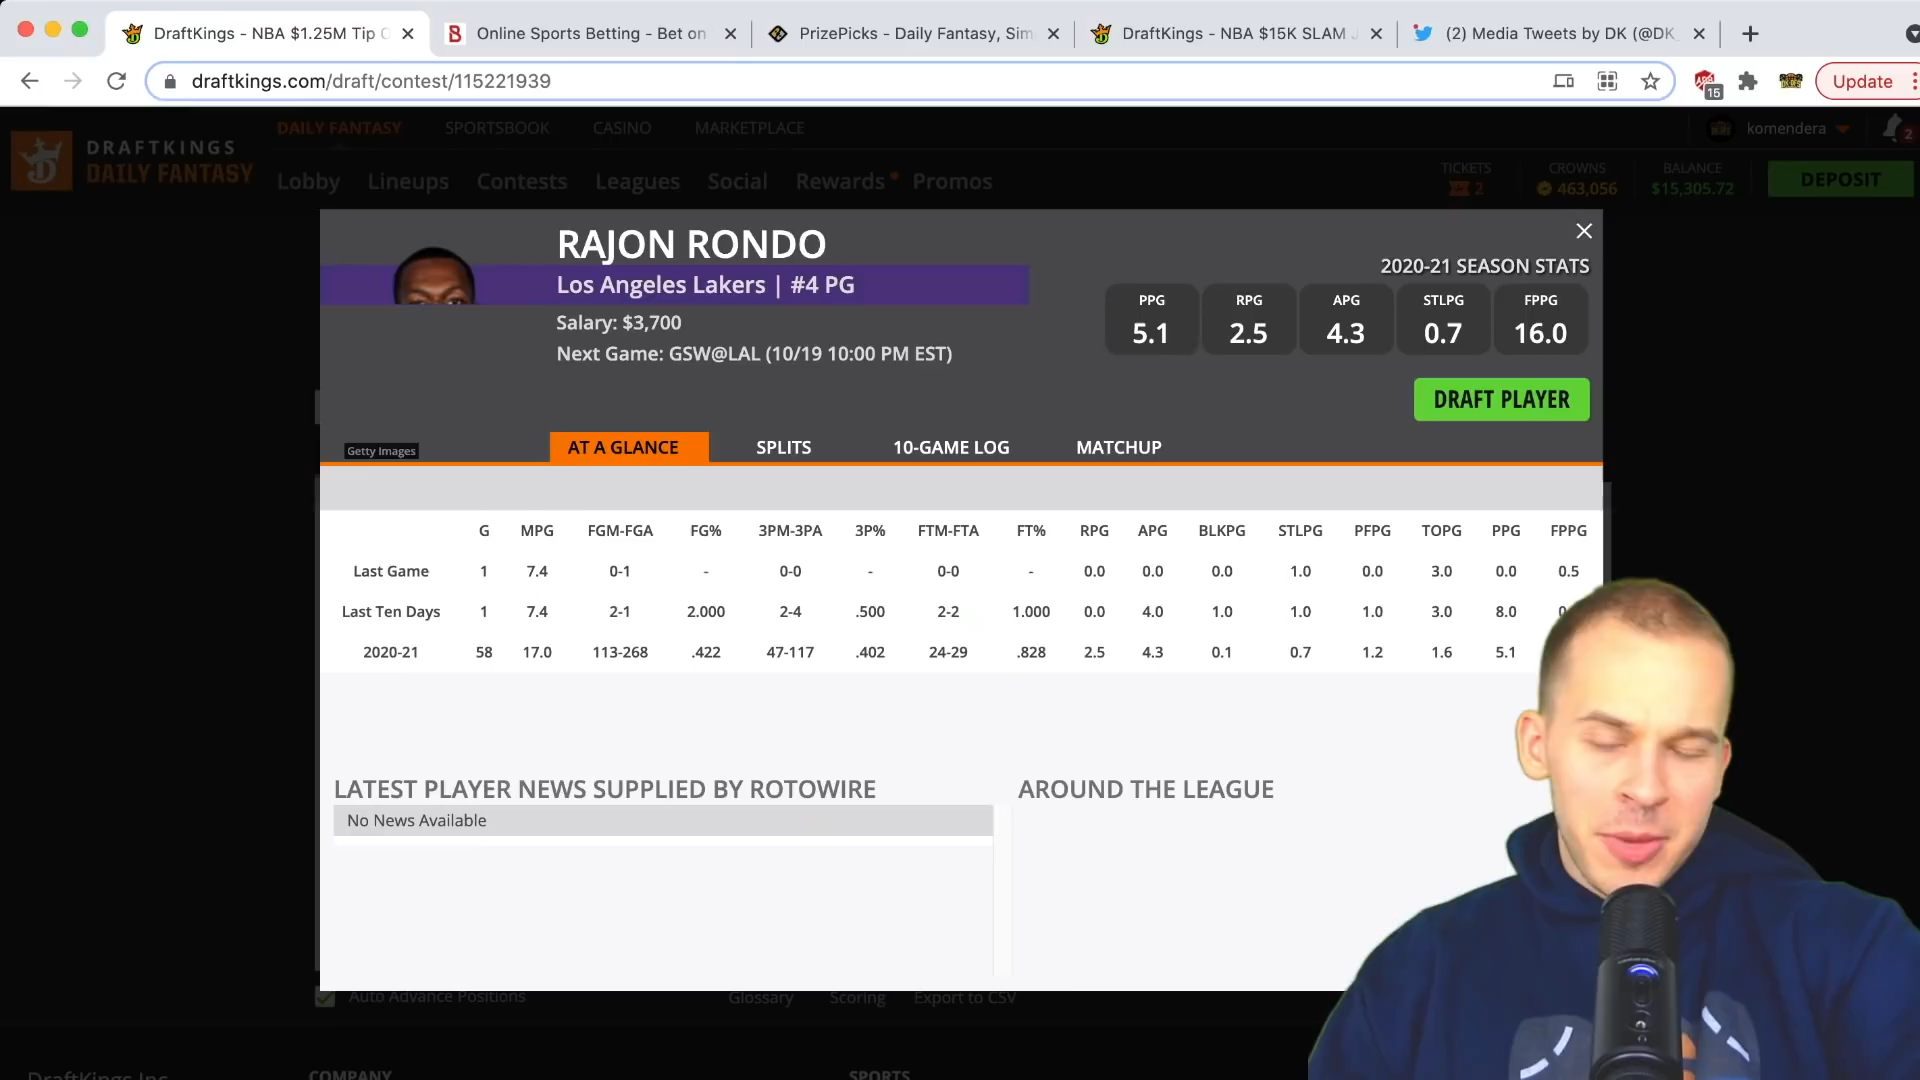 DraftKings - NBA $1.25M Tip O
Online Sports Betting - Bet on
PrizePicks - Daily Fantasy, Sim
DraftKings - NBA $15K SLAM J
(2) Media Tweets by DK (@DK_
draftkings.com/draft/contest/115221939
15
Update
DAILY FANTASY SPORTSBOOK CASINO MARKETPLACE
komendera
2
DRAFTKINGS
DAILY FANTASY
Lobby Lineups Contests Leagues Social Rewards Promos
TICKETS
2
CROWNS
463,056
BALANCE
$15,305.72
DEPOSIT
RAJON RONDO
Los Angeles Lakers | #4 PG
Salary: $3,700
Next Game: GSW@LAL (10/19 10:00 PM EST)
2020-21 SEASON STATS
PPG RPG APG STLPG FPPG
5.1 2.5 4.3 0.7 16.0
DRAFT PLAYER
Getty Images
AT A GLANCE SPLITS 10-GAME LOG MATCHUP
G MPG FGM-FGA FG% 3PM-3PA 3P% FTM-FTA FT% RPG APG BLKPG STLPG PFPG TOPG PPG FPPG
Last Game 1 7.4 0-1 - 0-0 - 0-0 - 0.0 0.0 0.0 1.0 0.0 3.0 0.0 0.5
Last Ten Days 1 7.4 2-1 2.000 2-4 .500 2-2 1.000 0.0 4.0 1.0 1.0 1.0 3.0 8.0
2020-21 58 17.0 113-268 .422 47-117 .402 24-29 .828 2.5 4.3 0.1 0.7 1.2 1.6 5.1
LATEST PLAYER NEWS SUPPLIED BY ROTOWIRE
No News Available
AROUND THE LEAGUE
Auto Advance Positions
Glossary Scoring Export to CSV
DraftKings Inc
COMPANY
SPORTS